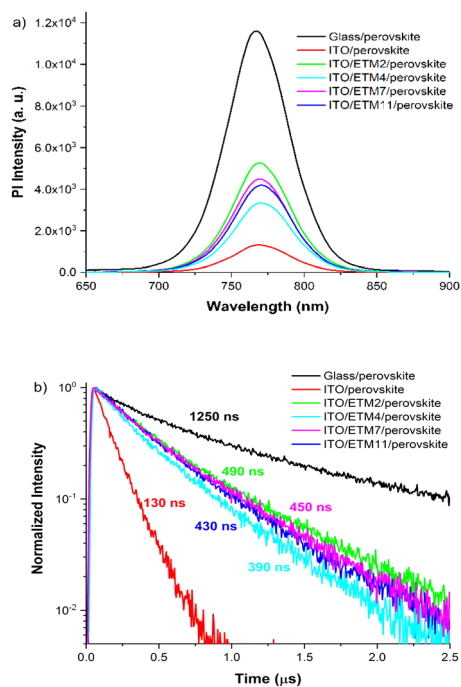 a)
1.2x10⁴
1.0x10⁴
8.0x10³
6.0x10³
4.0x10³
2.0x10³
0.0
PI Intensity (a. u.)
Glass/perovskite
ITO/perovskite
ITO/ETM2/perovskite
ITO/ETM4/perovskite
ITO/ETM7/perovskite
ITO/ETM11/perovskite
650 700 750 800 850 900
Wavelength (nm)
b)
10⁰
10⁻¹
10⁻²
Normalized Intensity
Glass/perovskite
ITO/perovskite
ITO/ETM2/perovskite
ITO/ETM4/perovskite
ITO/ETM7/perovskite
ITO/ETM11/perovskite
1250 ns
490 ns
130 ns
450 ns
430 ns
390 ns
0.0 0.5 1.0 1.5 2.0 2.5
Time (μs)